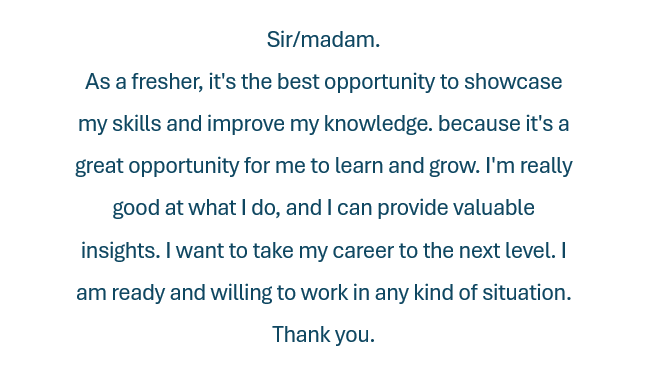 Sir/madam.
As a fresher, it's the best opportunity to showcase
my skills and improve my knowledge. because it's a
great opportunity for me to learn and grow. I'm really
good at what I do, and I can provide valuable
insights. I want to take my career to the next level. I
am ready and willing to work in any kind of situation.
Thank you.